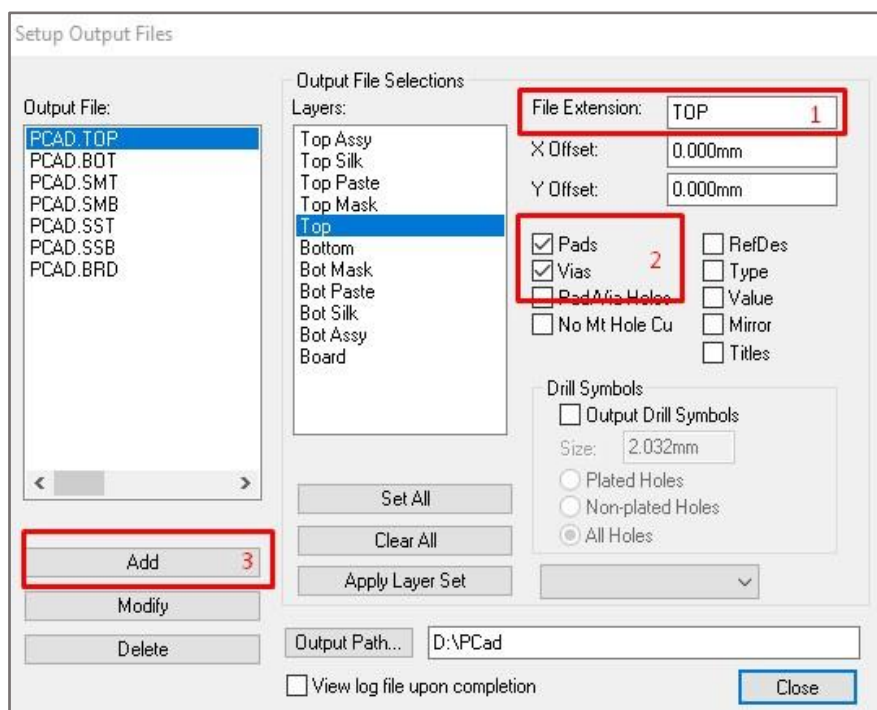 Setup Output Files
Output File Selections
Output File:
Layers:
File Extension: TOP 1
PCAD.TOP
PCAD.BOT
PCAD.SMT
PCAD.SMB
PCAD.SST
PCAD.SSB
PCAD.BRD
Top Assy
Top Silk
Top Paste
Top Mask
Top
Bottom
Bot Mask
Bot Paste
Bot Silk
Bot Assy
Board
X Offset: 0.000mm
Y Offset: 0.000mm
Pads
Vias
2
Pad/Via Holes
No Mt Hole Cu
RefDes
Type
Value
Mirror
Titles
Drill Symbols
Output Drill Symbols
Size: 2.032mm
Plated Holes
Non-plated Holes
All Holes
< >
Set All
Clear All
Apply Layer Set
Add 3
Modify
Delete
Output Path... D:\PCad
View log file upon completion
Close